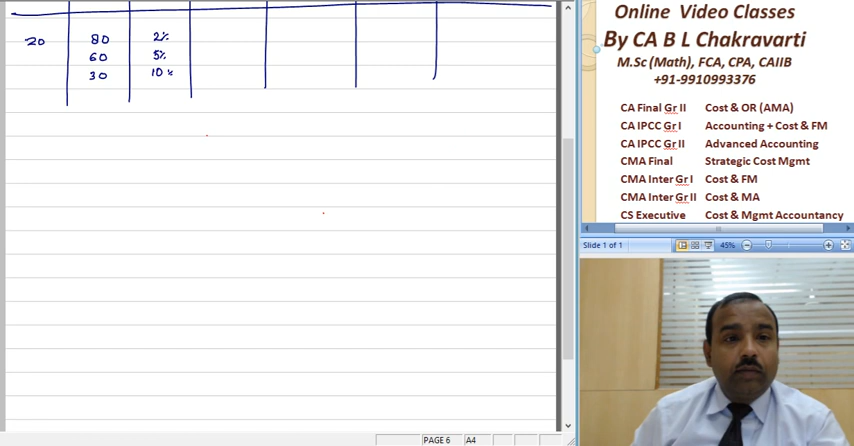 20 80 2%
60 5%
30 10%
Online Video Classes
By CA B L Chakravarti
M.Sc (Math), FCA, CPA, CAIIB
+91-9910993376
CA Final Gr II Cost & OR (AMA)
CA IPCC Gr I Accounting + Cost & FM
CA IPCC Gr II Advanced Accounting
CMA Final Strategic Cost Mgmt
CMA Inter Gr I Cost & FM
CMA Inter Gr II Cost & MA
CS Executive Cost & Mgmt Accountancy
Slide 1 of 1 45%
PAGE 6 A4